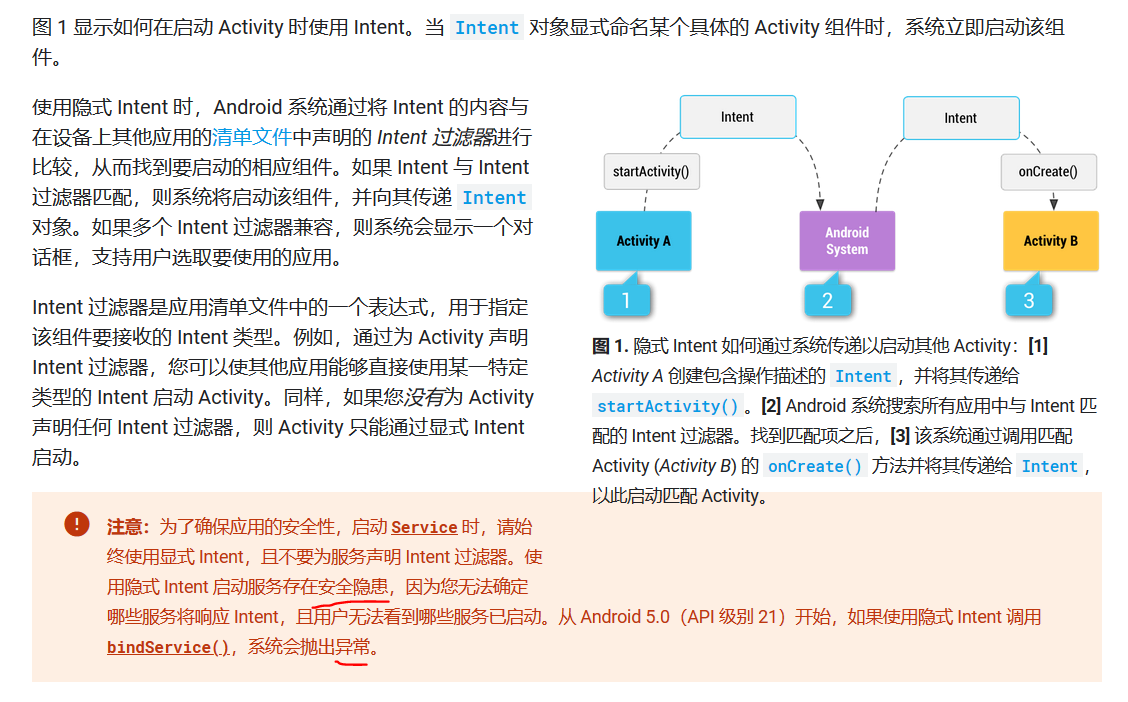 图 1 显示如何在启动 Activity 时使用 Intent。当 Intent 对象显式命名某个具体的 Activity 组件时，系统立即启动该组
件。
使用隐式 Intent 时，Android 系统通过将 Intent 的内容与
在设备上其他应用的清单文件中声明的 Intent 过滤器进行
比较，从而找到要启动的相应组件。如果 Intent 与 Intent
过滤器匹配，则系统将启动该组件，并向其传递 Intent
对象。如果多个 Intent 过滤器兼容，则系统会显示一个对
话框，支持用户选取要使用的应用。
Intent 过滤器是应用清单文件中的一个表达式，用于指定
该组件要接收的 Intent 类型。例如，通过为 Activity 声明
Intent 过滤器，您可以使其他应用能够直接使用某一特定
类型的 Intent 启动 Activity。同样，如果您没有为 Activity
声明任何 Intent 过滤器，则 Activity 只能通过显式 Intent
启动。
Intent
Intent
startActivity()
onCreate()
Activity A
Android
System
Activity B
1
2
3
图 1. 隐式 Intent 如何通过系统传递以启动其他 Activity：[1]
Activity A 创建包含操作描述的 Intent，并将其传递给
startActivity()。[2] Android 系统搜索所有应用中与 Intent 匹
配的 Intent 过滤器。找到匹配项之后，[3] 该系统通过调用匹配
Activity (Activity B) 的 onCreate() 方法并将其传递给 Intent，
以此启动匹配 Activity。
!
注意：为了确保应用的安全性，启动 Service 时，请始
终使用显式 Intent，且不要为服务声明 Intent 过滤器。使
用隐式 Intent 启动服务存在安全隐患，因为您无法确定
哪些服务将响应 Intent，且用户无法看到哪些服务已启动。从 Android 5.0（API 级别 21）开始，如果使用隐式 Intent 调用
bindService()，系统会抛出异常。